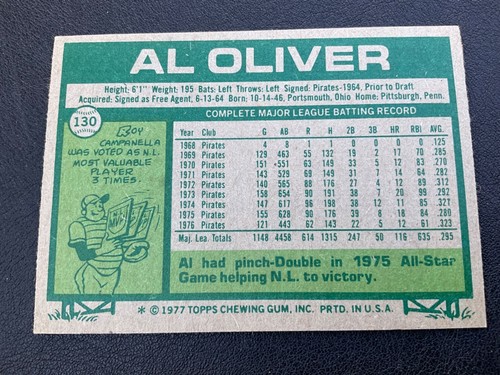 AL OLIVER
Height: 6'1" Weight: 195 Bats: Left Throws: Left Signed: Pirates-1964, Prior to Draft
Acquired: Signed as Free Agent, 6-13-64 Born: 10-14-46, Portsmouth, Ohio Home: Pittsburgh, Penn.
130
COMPLETE MAJOR LEAGUE BATTING RECORD
ROY
CAMPANELLA
WAS VOTED AS N.L.
MOST VALUABLE
PLAYER
3 TIMES.
Year Club G AB R H 2B 3B HR RBI AVG.
1968 Pirates 4 8 1 1 0 0 0 0 .125
1969 Pirates 129 463 55 132 19 2 17 70 .285
1970 Pirates 151 •551 63 149 33 5 12 83 .270
1971 Pirates 143 529 69 149 31 7 14 64 .282
1972 Pirates 140 565 88 176 27 4 12 89 .312
1973 Pirates 158 654 90 191 38 7 20 99 .292
1974 Pirates 147 617 96 198 38 12 11 85 .321
1975 Pirates 155 628 90 176 39 8 18 84 .280
1976 Pirates 121 443 62 143 22 5 12 61 .323
Maj. Lea. Totals 1148 4458 614 1315 247 50 116 635 .295
Al had pinch-Double in 1975 All-Star
Game helping N.L. to victory.
* © 1977 TOPPS CHEWING GUM, INC. PRTD. IN U.S.A.